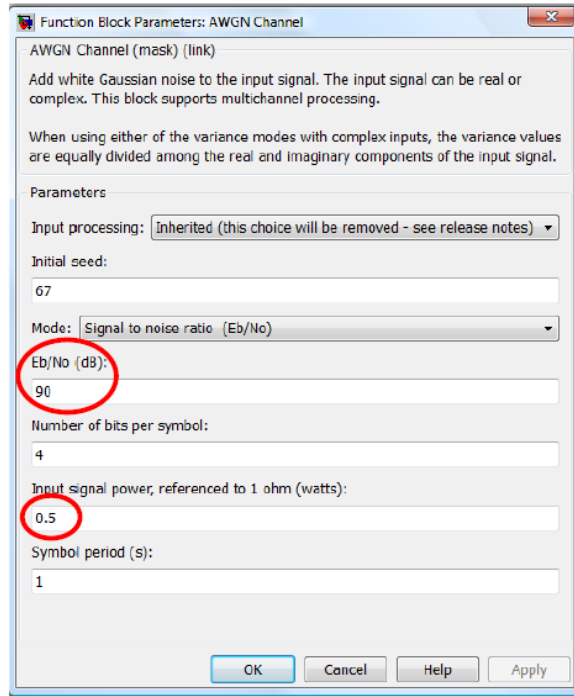 Function Block Parameters: AWGN Channel
AWGN Channel (mask) (link)
Add white Gaussian noise to the input signal. The input signal can be real or
complex. This block supports multichannel processing.
When using either of the variance modes with complex inputs, the variance values
are equally divided among the real and imaginary components of the input signal.
Parameters
Input processing: Inherited (this choice will be removed - see release notes)
Initial seed:
67
Mode: Signal to noise ratio (Eb/No)
Eb/No (dB):
90
Number of bits per symbol:
4
Input signal power, referenced to 1 ohm (watts):
0.5
Symbol period (s):
1
OK Cancel Help Apply